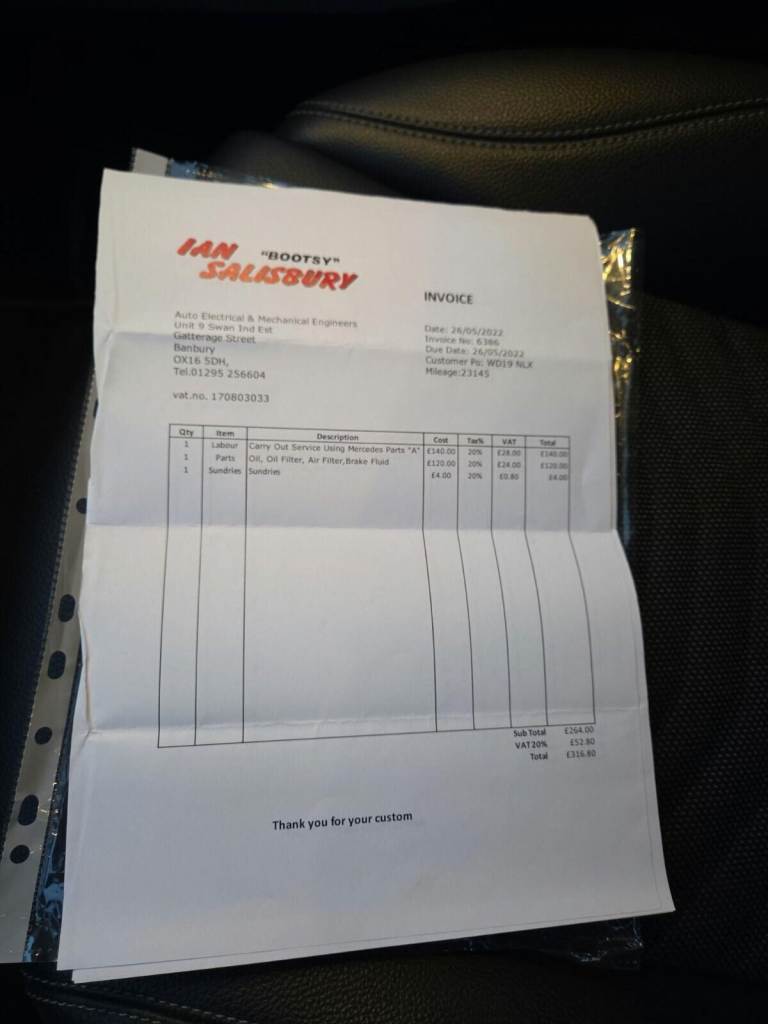 IAN "BOOTSY"
SALISBURY
INVOICE
Auto Electrical & Mechanical Engineers
Unit 9 Swan Ind Est
Gatterage Street
Banbury
OX16 5DH,
Tel.01295 256604
vat.no. 170803033
Date: 26/05/2022
Invoice No: 6386
Due Date: 26/05/2022
Customer Po: WD19 NLX
Mileage:23145
Qty Item Description Cost Tax% VAT Total
1 Labour Carry Out Service Using Mercedes Parts "A" £140.00 20% £28.00 £140.00
1 Parts Oil, Oil Filter, Air Filter,Brake Fluid £120.00 20% £24.00 £120.00
1 Sundries Sundries £4.00 20% £0.80 £4.00
Sub Total £264.00
VAT20% £52.80
Total £316.80
Thank you for your custom